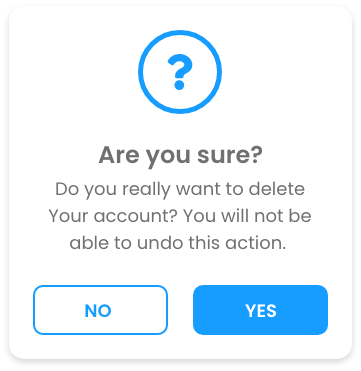 ?
Are you sure?
Do you really want to delete
Your account? You will not be
able to undo this action.
NO
YES